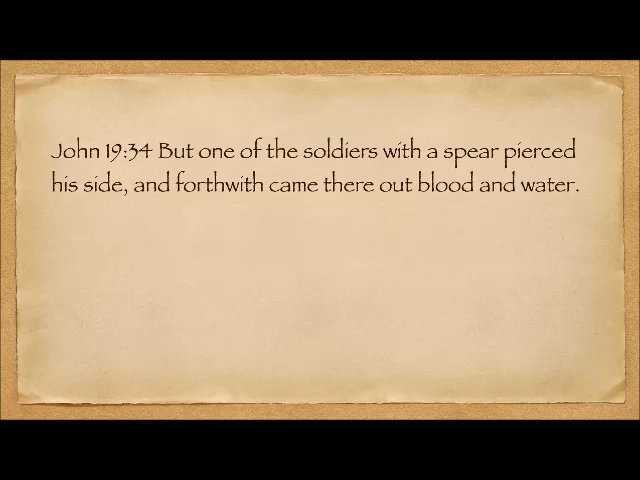 John 19:34 But one of the soldiers with a spear pierced
his side, and forthwith came there out blood and water.